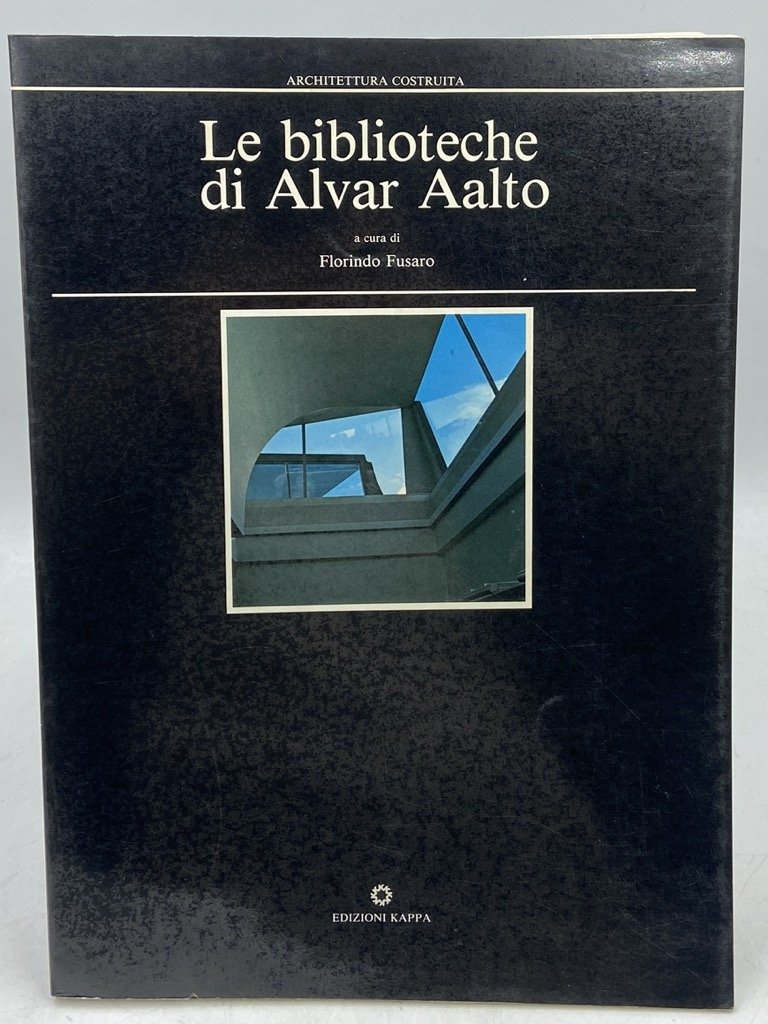 ARCHITETTURA COSTRUITA
Le biblioteche
di Alvar Aalto
a cura di
Florindo Fusaro
EDIZIONI KAPPA